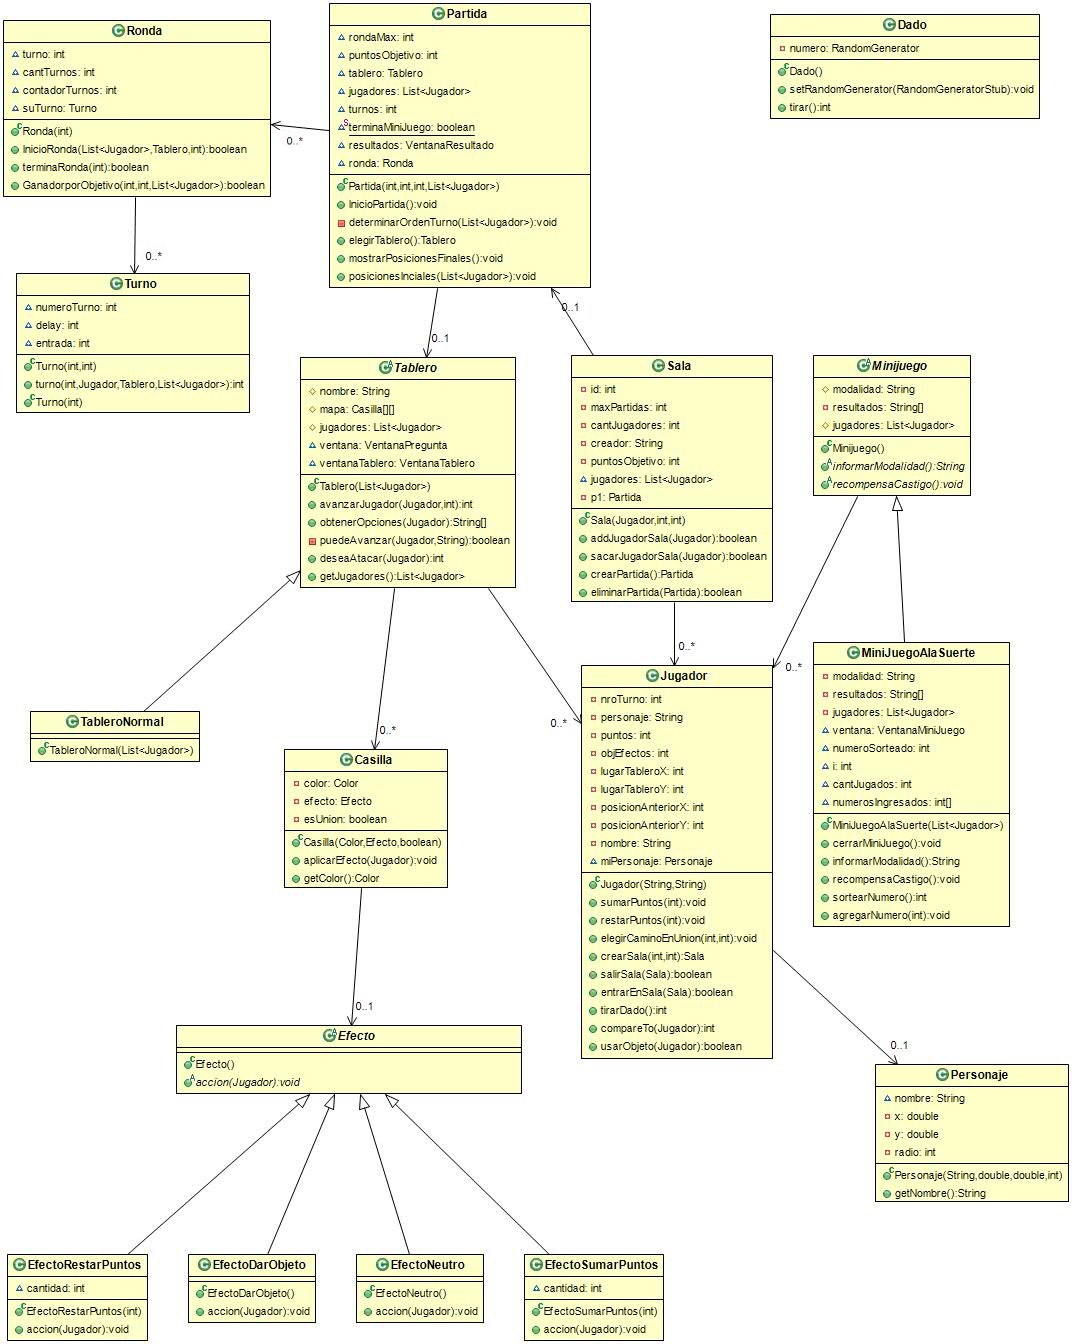 Ronda
turno: int
cantTurnos: int
contadorTurnos: int
suTurno: Turno
Ronda(int)
InicioRonda(List<Jugador>,Tablero,int):boolean
terminaRonda(int):boolean
GanadorporObjetivo(int,int,List<Jugador>):boolean
Partida
rondaMax: int
puntosObjetivo: int
tablero: Tablero
jugadores: List<Jugador>
turnos: int
terminaMiniJuego: boolean
resultados: VentanaResultado
ronda: Ronda
Partida(int,int,int,List<Jugador>)
InicioPartida():void
determinarOrdenTurno(List<Jugador>):void
elegirTablero():Tablero
mostrarPosicionesFinales():void
posicionesInciales(List<Jugador>):void
Dado
numero: RandomGenerator
Dado()
setRandomGenerator(RandomGeneratorStub):void
tirar():int
0..*
0..*
Turno
numeroTurno: int
delay: int
entrada: int
Turno(int,int)
turno(int,Jugador,Tablero,List<Jugador>):int
Turno(int)
0..1
0..1
Tablero
nombre: String
mapa: Casilla[][]
jugadores: List<Jugador>
ventana: VentanaPregunta
ventanaTablero: VentanaTablero
Tablero(List<Jugador>)
avanzarJugador(Jugador,int):int
obtenerOpciones(Jugador):String[]
puedeAvanzar(Jugador,String):boolean
deseaAtacar(Jugador):int
getJugadores():List<Jugador>
Sala
id: int
maxPartidas: int
cantJugadores: int
creador: String
puntosObjetivo: int
jugadores: List<Jugador>
p1: Partida
Sala(Jugador,int,int)
addJugadorSala(Jugador):boolean
sacarJugadorSala(Jugador):boolean
crearPartida():Partida
eliminarPartida(Partida):boolean
Minijuego
modalidad: String
resultados: String[]
jugadores: List<Jugador>
Minijuego()
informarModalidad():String
recompensaCastigo():void
0..*
0..*
0..*
0..*
TableroNormal
TableroNormal(List<Jugador>)
Casilla
color: Color
efecto: Efecto
esUnion: boolean
Casilla(Color,Efecto,boolean)
aplicarEfecto(Jugador):void
getColor():Color
Jugador
nroTurno: int
personaje: String
puntos: int
objEfectos: int
lugarTableroX: int
lugarTableroY: int
posicionAnteriorX: int
posicionAnteriorY: int
nombre: String
miPersonaje: Personaje
Jugador(String,String)
sumarPuntos(int):void
restarPuntos(int):void
elegirCaminoEnUnion(int,int):void
crearSala(int,int):Sala
salirSala(Sala):boolean
entrarEnSala(Sala):boolean
tirarDado():int
compareTo(Jugador):int
usarObjeto(Jugador):boolean
MiniJuegoAlaSuerte
modalidad: String
resultados: String[]
jugadores: List<Jugador>
ventana: VentanaMiniJuego
numeroSorteado: int
i: int
cantJugados: int
numerosIngresados: int[]
MiniJuegoAlaSuerte(List<Jugador>)
cerrarMiniJuego():void
informarModalidad():String
recompensaCastigo():void
sortearNumero():int
agregarNumero(int):void
0..1
0..1
Efecto
Efecto()
accion(Jugador):void
Personaje
nombre: String
x: double
y: double
radio: int
Personaje(String,double,double,int)
getNombre():String
EfectoRestarPuntos
cantidad: int
EfectoRestarPuntos(int)
accion(Jugador):void
EfectoDarObjeto
EfectoDarObjeto()
accion(Jugador):void
EfectoNeutro
EfectoNeutro()
accion(Jugador):void
EfectoSumarPuntos
cantidad: int
EfectoSumarPuntos(int)
accion(Jugador):void